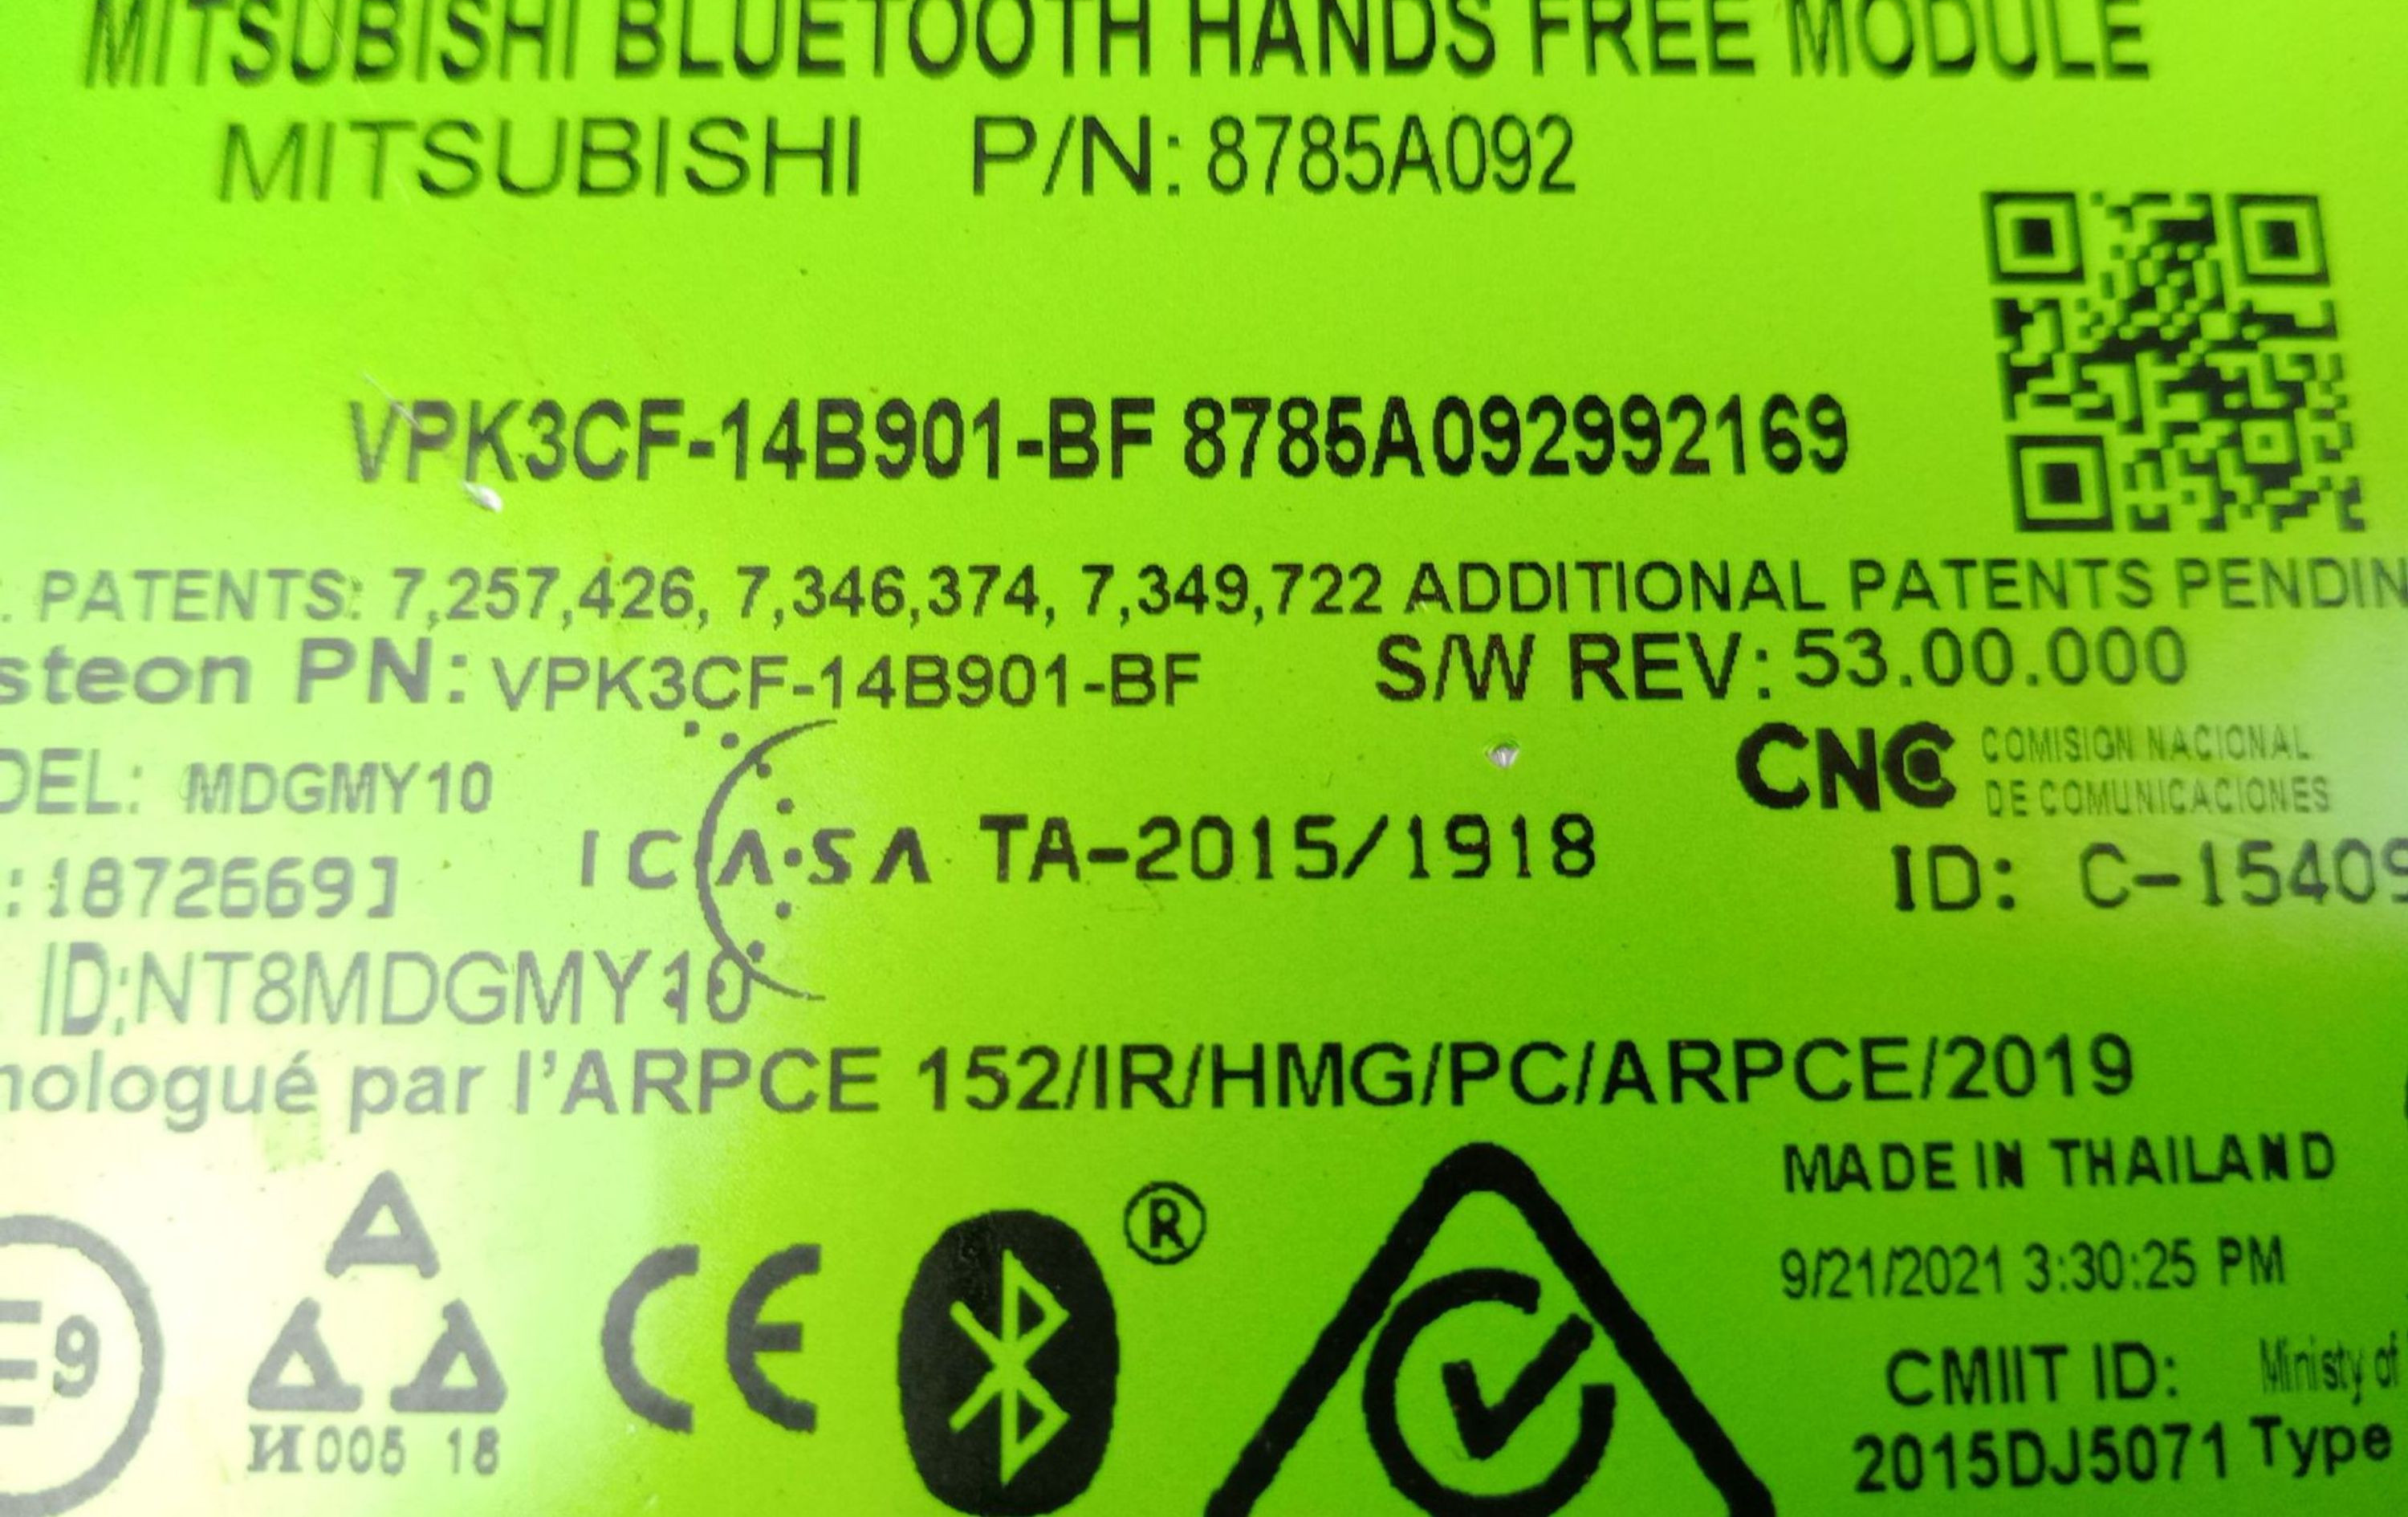 MITSUBISHI BLUETOOTH HANDS FREE MODULE
MITSUBISHI P/N: 8785A092
VPK3CF-14B901-BF 8785A092992169
. PATENTS: 7,257,426, 7,346,374, 7,349,722 ADDITIONAL PATENTS PENDIN
steon PN: VPK3CF-14B901-BF S/W REV: 53.00.000
DEL: MDGMY10
CNC COMISION NACIONAL
DE COMUNICACIONES
:1872669]
ICASA TA-2015/1918
ID: C-15409
ID:NT8MDGMY10
nologué par l'ARPCE 152/IR/HMG/PC/ARPCE/2019
MADE IN THAILAND
9/21/2021 3:30:25 PM
E9
И005 18
CE
®
CMIIT ID: Ministy of
2015DJ5071 Type